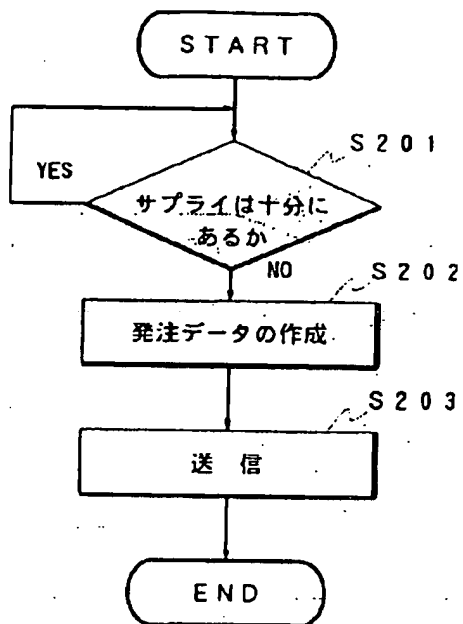 START
S201
YES
サプライは十分に
あるか
NO
S202
発注データの作成
S203
送 信
END